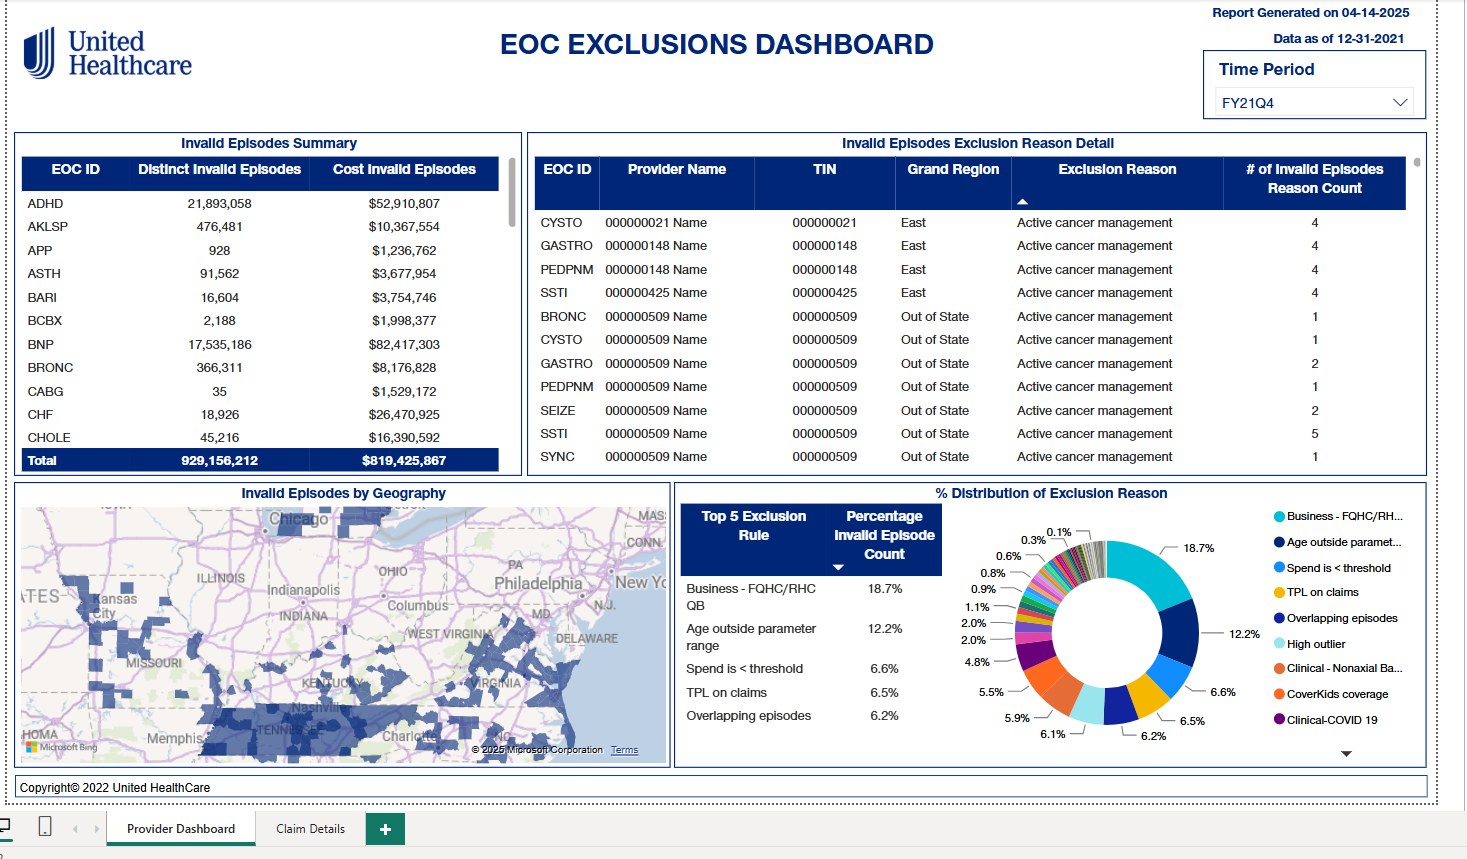 Report Generated on 04-14-2025
United
Healthcare
EOC EXCLUSIONS DASHBOARD
Data as of 12-31-2021
Time Period
FY21Q4
Invalid Episodes Summary
EOC ID Distinct Invalid Episodes Cost Invalid Episodes
ADHD 21,893,058 $52,910,807
AKLSP 476,481 $10,367,554
APP 928 $1,236,762
ASTH 91,562 $3,677,954
BARI 16,604 $3,754,746
BCBX 2,188 $1,998,377
BNP 17,535,186 $82,417,303
BRONC 366,311 $8,176,828
CABG 35 $1,529,172
CHF 18,926 $26,470,925
CHOLE 45,216 $16,390,592
Total 929,156,212 $819,425,867
Invalid Episodes Exclusion Reason Detail
EOC ID Provider Name TIN Grand Region Exclusion Reason # of Invalid Episodes
Reason Count
CYSTO 000000021 Name 000000021 East Active cancer management 4
GASTRO 000000148 Name 000000148 East Active cancer management 4
PEDPNM 000000148 Name 000000148 East Active cancer management 4
SSTI 000000425 Name 000000425 East Active cancer management 4
BRONC 000000509 Name 000000509 Out of State Active cancer management 1
CYSTO 000000509 Name 000000509 Out of State Active cancer management 1
GASTRO 000000509 Name 000000509 Out of State Active cancer management 2
PEDPNM 000000509 Name 000000509 Out of State Active cancer management 1
SEIZE 000000509 Name 000000509 Out of State Active cancer management 2
SSTI 000000509 Name 000000509 Out of State Active cancer management 5
SYNC 000000509 Name 000000509 Out of State Active cancer management 1
Invalid Episodes by Geography
Chicago
MAS
CONN.
PA
OHIO
ILLINOIS
Philadelphia
New Yo
Indianapolis
TES
Kansas
City
Columbus
N.J.
INDIANA
MD.
WEST VIRGINIA
DELAWARE
MISSOURI
KENTUCKY
VIRGINIA
Nashville
TENNESSEE
HOMA
Memphis
Charlotte
NC
Microsoft Bing
© 2025 Microsoft Corporation Terms
% Distribution of Exclusion Reason
Top 5 Exclusion
Rule
Percentage
Invalid Episode
Count
Business - FQHC/RHC
QB
18.7%
Age outside parameter
range
12.2%
Spend is < threshold 6.6%
TPL on claims 6.5%
Overlapping episodes 6.2%
0.1%
0.3%
0.6%
0.8%
0.9%
1.1%
2.0%
2.0%
4.8%
5.5%
5.9%
6.1%
6.2%
6.5%
6.6%
12.2%
18.7%
Business - FQHC/RH...
Age outside paramet...
Spend is < threshold
TPL on claims
Overlapping episodes
High outlier
Clinical - Nonaxial Ba...
CoverKids coverage
Clinical-COVID 19
Copyright© 2022 United HealthCare
Provider Dashboard
Claim Details
+